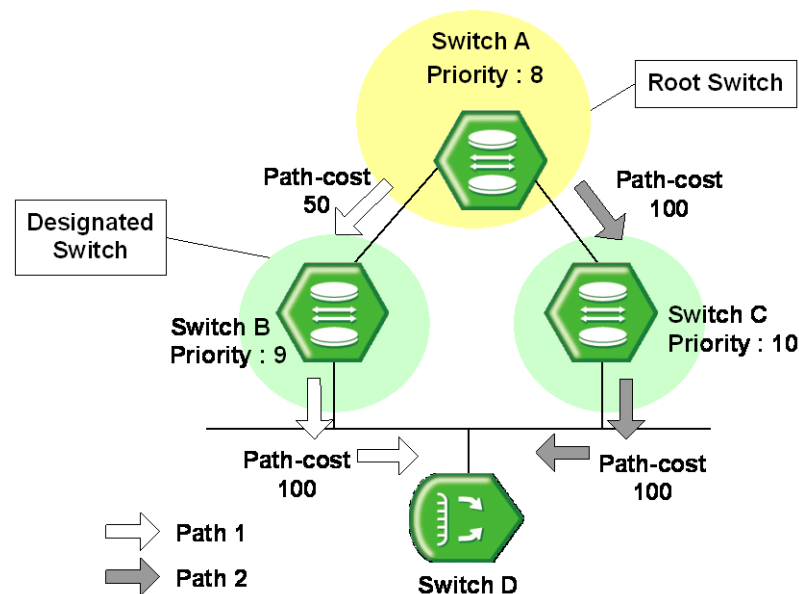 Switch A
Priority : 8
Root Switch
Path-cost
50
Path-cost
100
Designated
Switch
Switch B
Priority : 9
Switch C
Priority : 10
Path-cost
100
Path-cost
100
Path 1
Path 2
Switch D